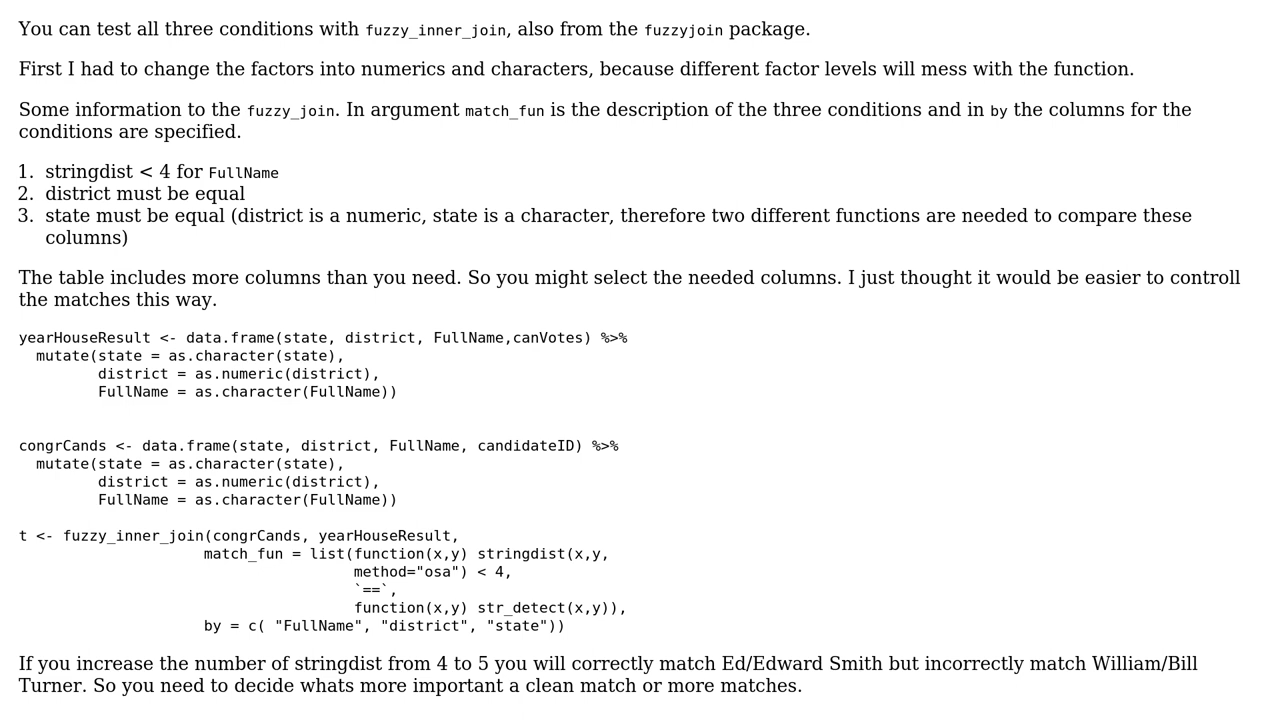 You can test all three conditions with fuzzy_inner_join, also from the fuzzyjoin package.
First I had to change the factors into numerics and characters, because different factor levels will mess with the function.
Some information to the fuzzy_join. In argument match_fun is the description of the three conditions and in by the columns for the
conditions are specified.
1. stringdist < 4 for FullName
2. district must be equal
3. state must be equal (district is a numeric, state is a character, therefore two different functions are needed to compare these
columns)
The table includes more columns than you need. So you might select the needed columns. I just thought it would be easier to controll
the matches this way.
yearHouseResult <- data.frame(state, district, FullName,canVotes) %>%
  mutate(state = as.character(state),
         district = as.numeric(district),
         FullName = as.character(FullName))
congrCands <- data.frame(state, district, FullName, candidateID) %>%
  mutate(state = as.character(state),
         district = as.numeric(district),
         FullName = as.character(FullName))
t <- fuzzy_inner_join(congrCands, yearHouseResult,
                     match_fun = list(function(x,y) stringdist(x,y,
                                      method="osa") < 4,
                                      `==`,
                                      function(x,y) str_detect(x,y)),
                     by = c( "FullName", "district", "state"))
If you increase the number of stringdist from 4 to 5 you will correctly match Ed/Edward Smith but incorrectly match William/Bill
Turner. So you need to decide whats more important a clean match or more matches.